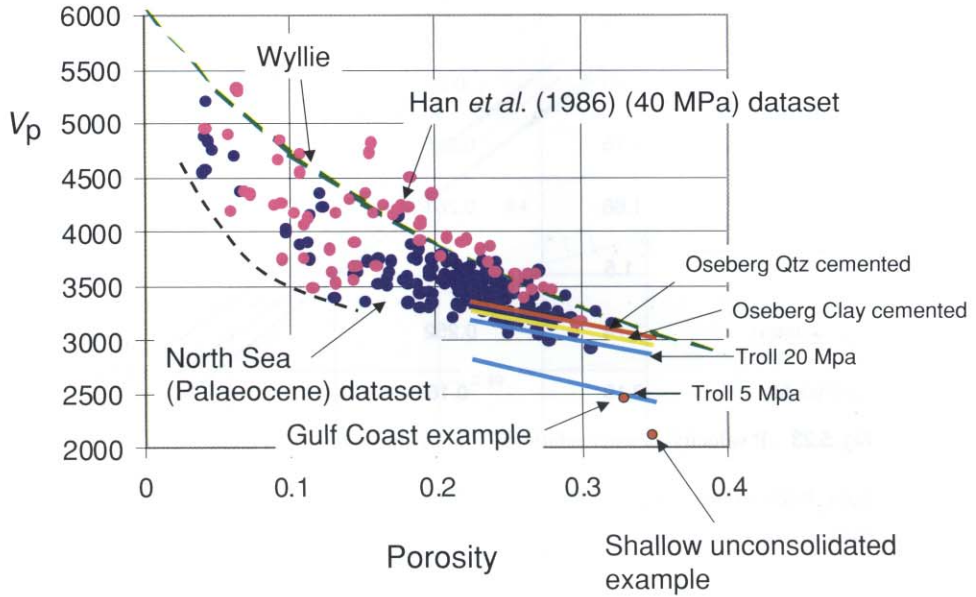 6000
5500
5000
4500
4000
3500
3000
2500
2000
Vp
Wyllie
Han et al. (1986) (40 MPa) dataset
Oseberg Qtz cemented
Oseberg Clay cemented
Troll 20 Mpa
Troll 5 Mpa
North Sea
(Palaeocene) dataset
Gulf Coast example
0 0.1 0.2 0.3 0.4
Porosity
Shallow unconsolidated
example